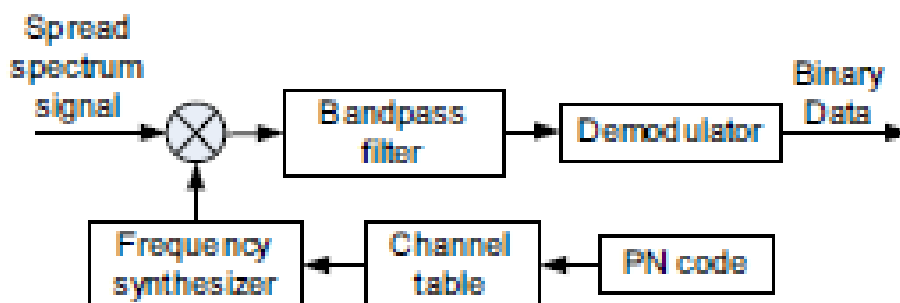 Spread
spectrum
signal
Bandpass
filter
Demodulator
Binary
Data
Frequency
synthesizer
Channel
table
PN code